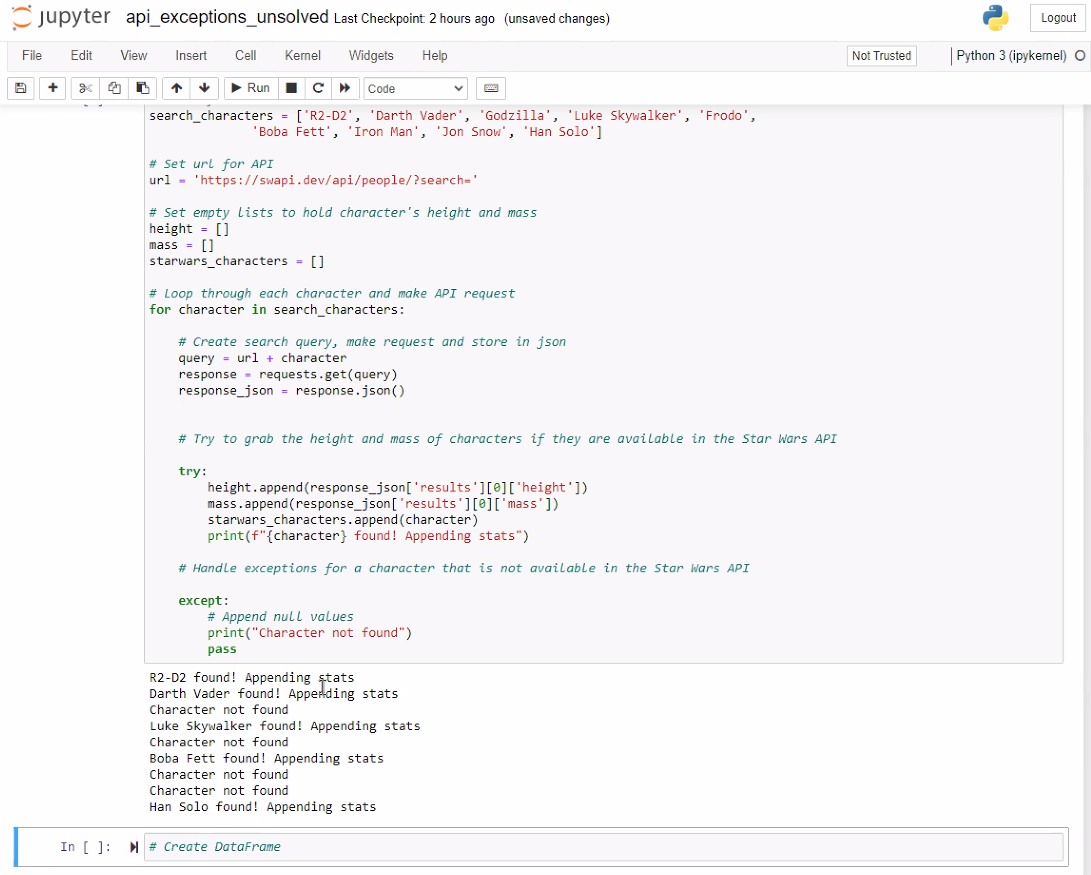 jupyter api_exceptions_unsolved Last Checkpoint: 2 hours ago (unsaved changes) Logout
File Edit View Insert Cell Kernel Widgets Help Not Trusted Python 3 (ipykernel)
Run Code
search_characters = ['R2-D2', 'Darth Vader', 'Godzilla', 'Luke Skywalker', 'Frodo',
'Boba Fett', 'Iron Man', 'Jon Snow', 'Han Solo']
# Set url for API
url = 'https://swapi.dev/api/people/?search='
# Set empty lists to hold character's height and mass
height = []
mass = []
starwars_characters = []
# Loop through each character and make API request
for character in search_characters:
# Create search query, make request and store in json
query = url + character
response = requests.get(query)
response_json = response.json()
# Try to grab the height and mass of characters if they are available in the Star Wars API
try:
height.append(response_json['results'][0]['height'])
mass.append(response_json['results'][0]['mass'])
starwars_characters.append(character)
print(f"{character} found! Appending stats")
# Handle exceptions for a character that is not available in the Star Wars API
except:
# Append null values
print("Character not found")
pass
R2-D2 found! Appending stats
Darth Vader found! Appending stats
Character not found
Luke Skywalker found! Appending stats
Character not found
Boba Fett found! Appending stats
Character not found
Character not found
Han Solo found! Appending stats
In [ ]: # Create DataFrame